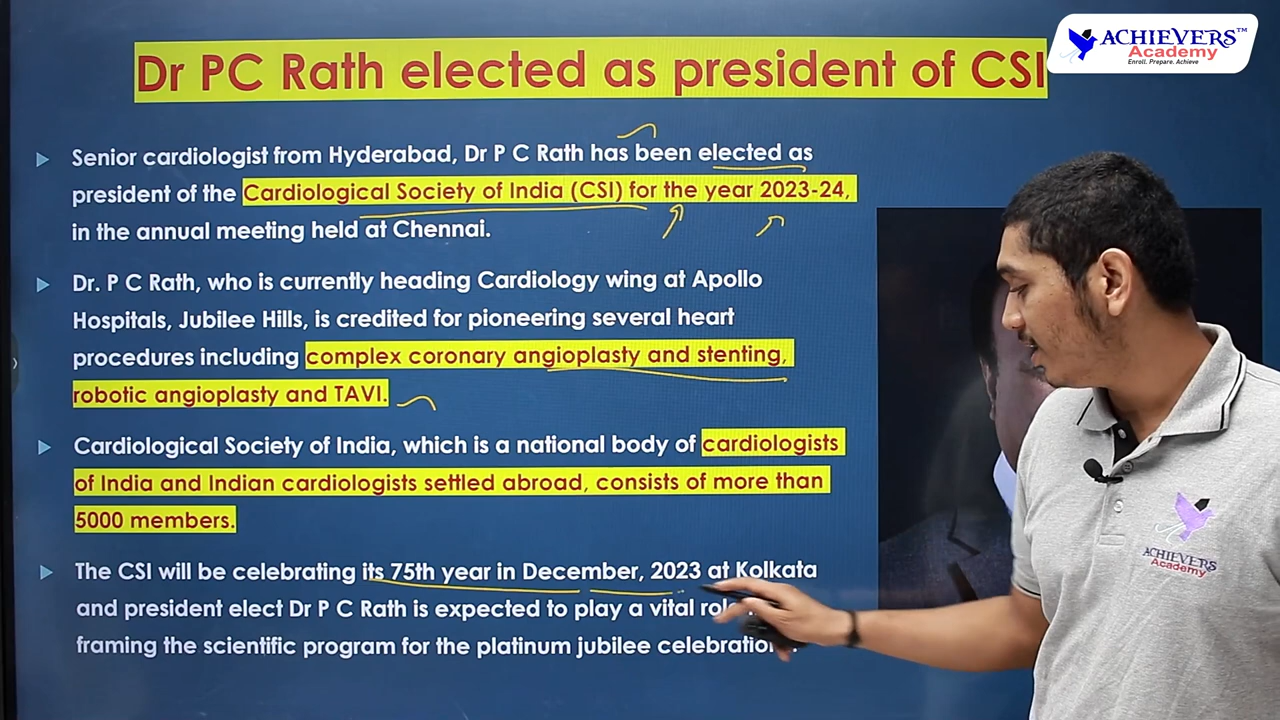 Dr PC Rath elected as president of CSI
ACHIEVERS™
Academy
Enroll. Prepare. Achieve
Senior cardiologist from Hyderabad, Dr P C Rath has been elected as
president of the Cardiological Society of India (CSI) for the year 2023-24,
in the annual meeting held at Chennai.
Dr. P C Rath, who is currently heading Cardiology wing at Apollo
Hospitals, Jubilee Hills, is credited for pioneering several heart
procedures including complex coronary angioplasty and stenting,
robotic angioplasty and TAVI.
Cardiological Society of India, which is a national body of cardiologists
of India and Indian cardiologists settled abroad, consists of more than
5000 members.
The CSI will be celebrating its 75th year in December, 2023 at Kolkata
and president elect Dr P C Rath is expected to play a vital
framing the scientific program for the platinum jubilee
ACHIEVERS
Academy